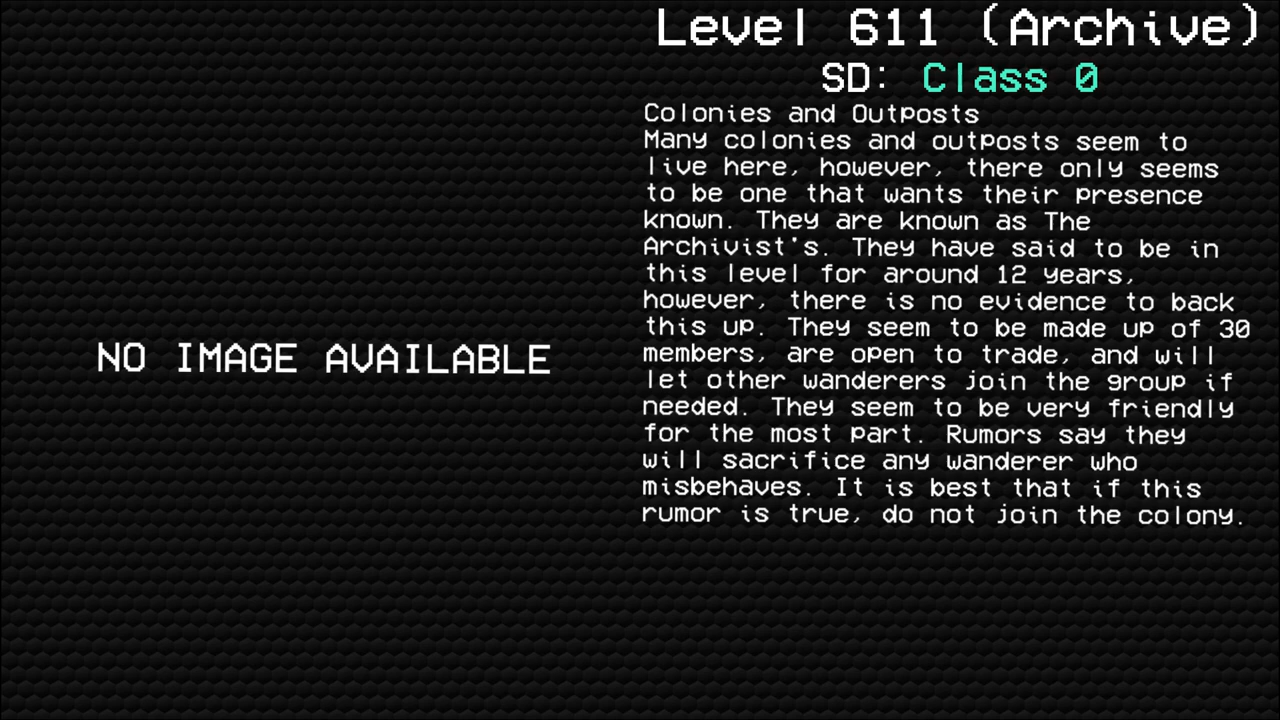 Level 611 (Archive)
SD: Class 0
Colonies and Outposts
Many colonies and outposts seem to
live here, however, there only seems
to be one that wants their presence
known. They are known as The
Archivist's. They have said to be in
this level for around 12 years,
however, there is no evidence to back
this up. They seem to be made up of 30
members, are open to trade, and will
let other wanderers join the group if
needed. They seem to be very friendly
for the most part. Rumors say they
will sacrifice any wanderer who
misbehaves. It is best that if this
rumor is true, do not join the colony.
NO IMAGE AVAILABLE